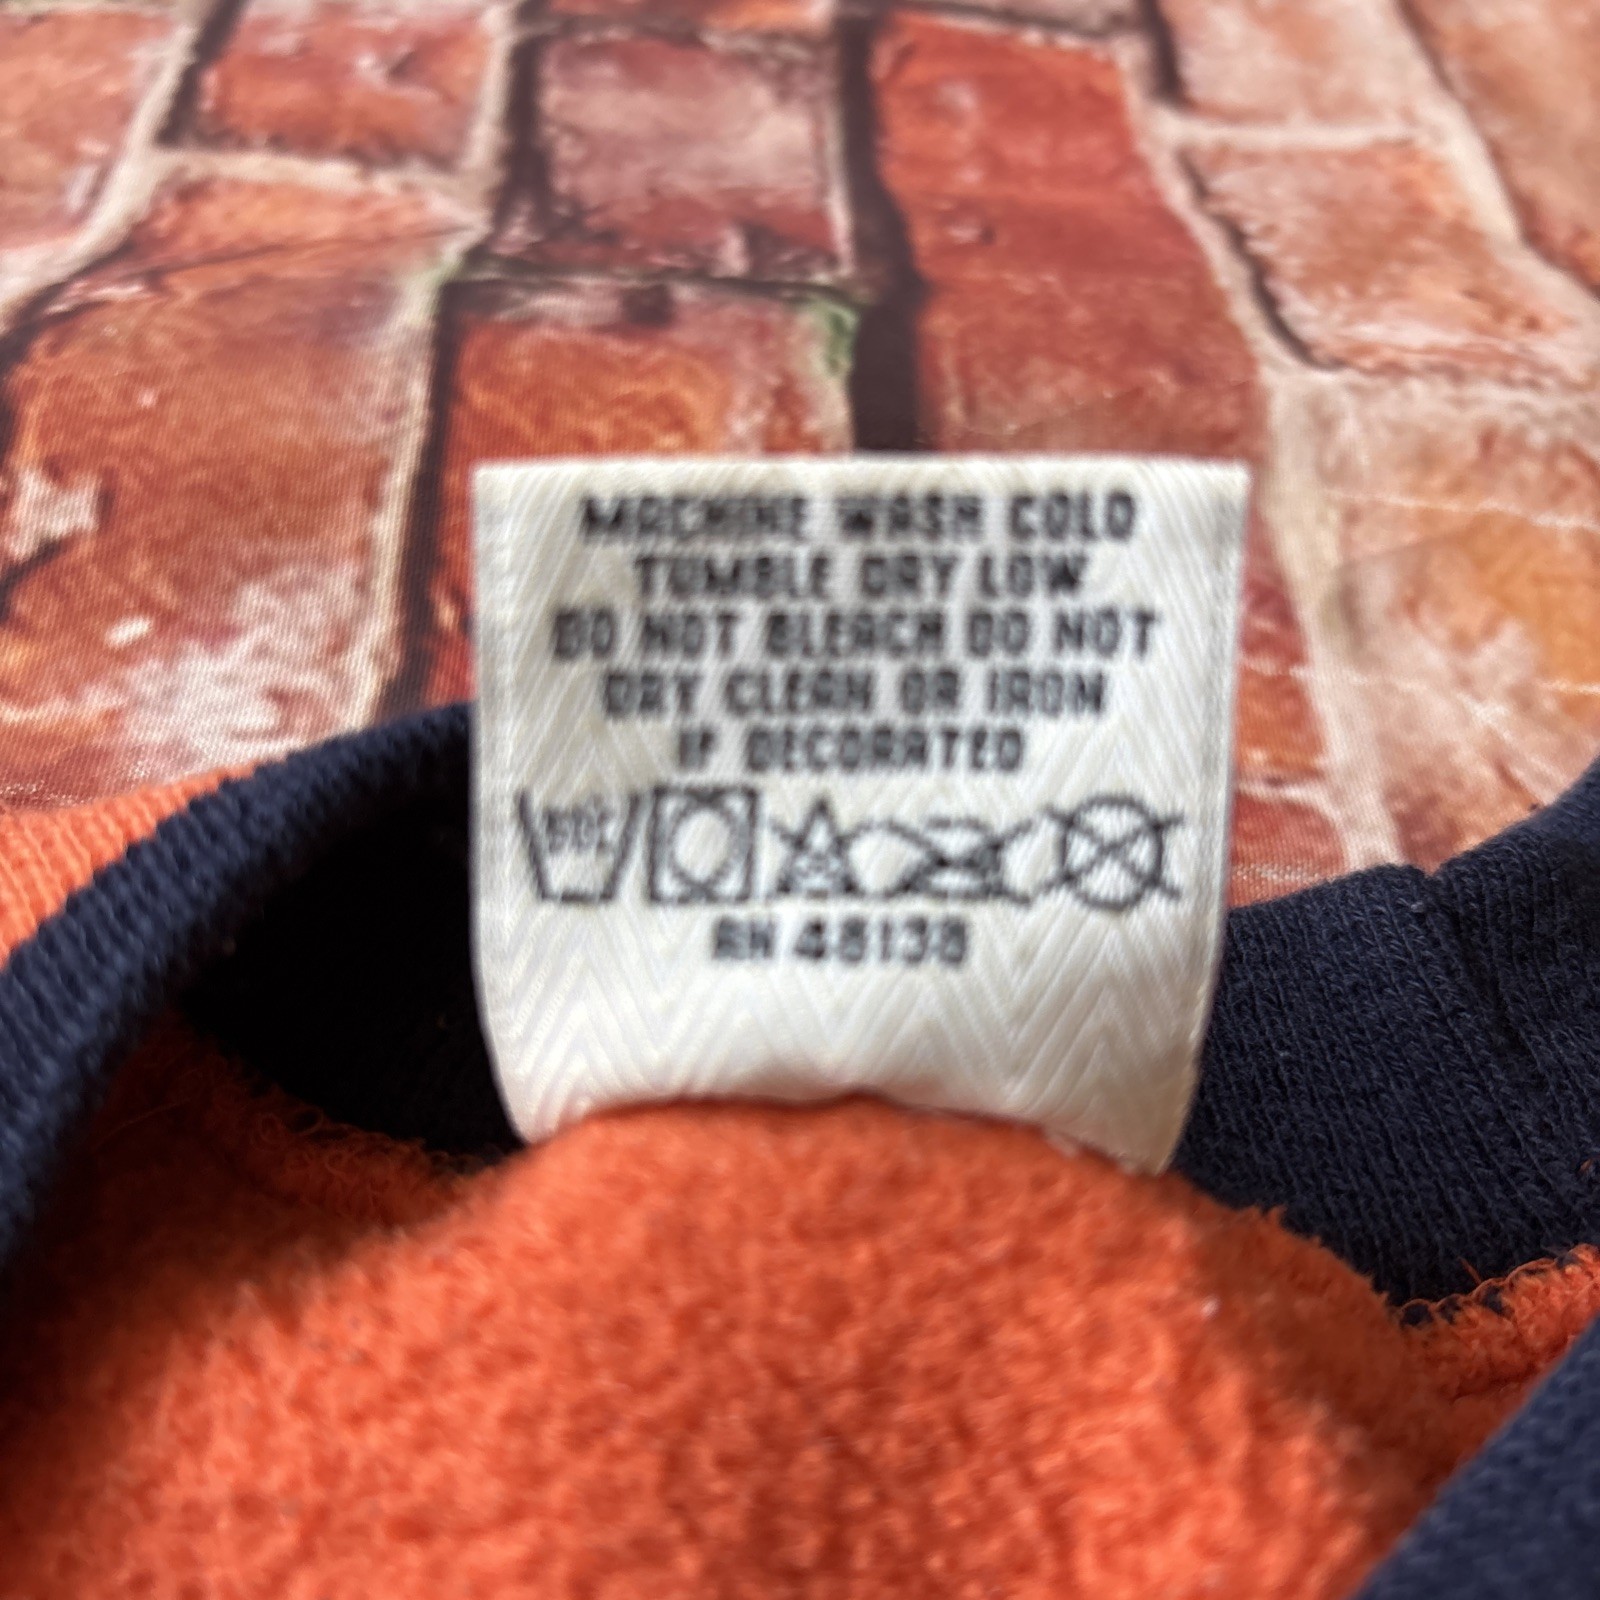 MACHINE WASH COLD
TUMBLE DRY LOW
DO NOT BLEACH DO NOT
DRY CLEAN OR IRON
IF DECORATED
RN 48138